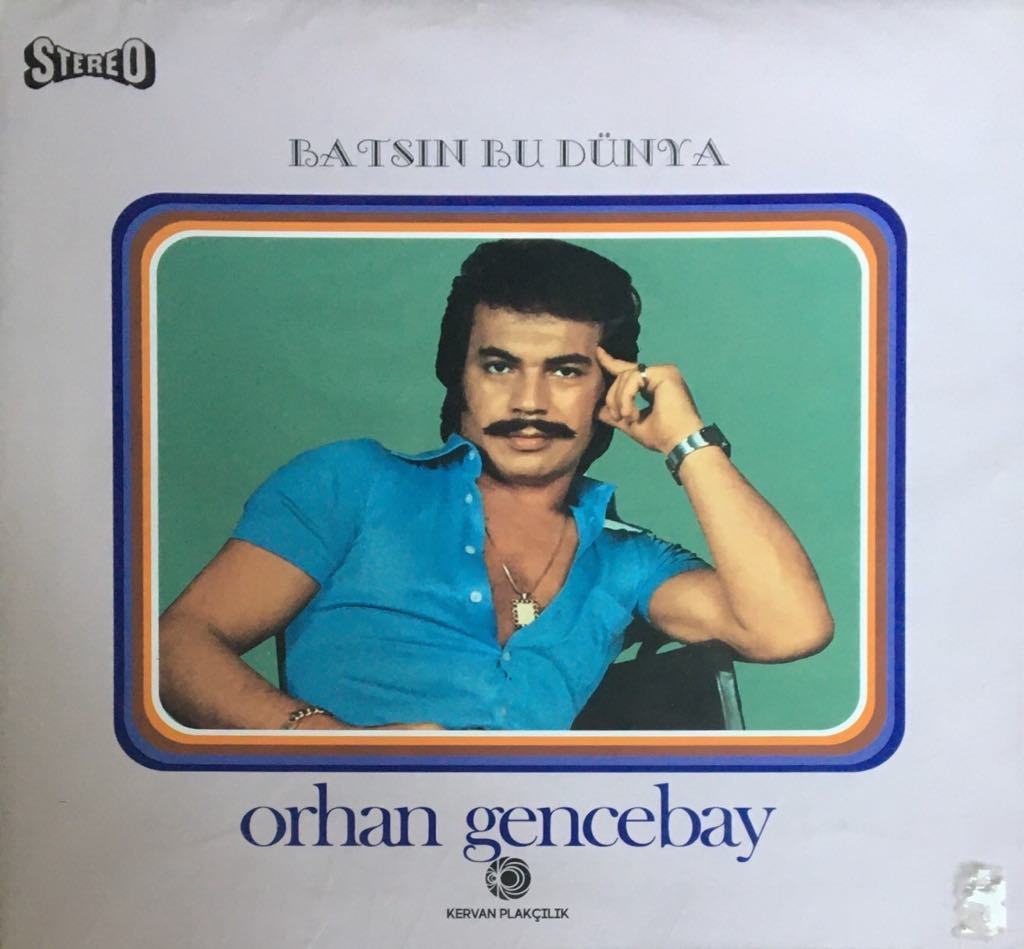 STEREO
BATSIN BU DÜNYA
orhan gencebay
KERVAN PLAKÇILIK